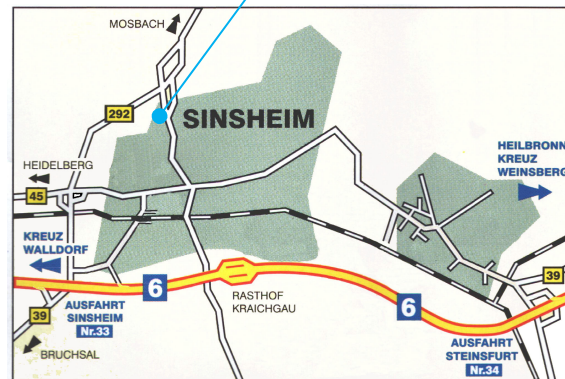 MOSBACH
292
SINSHEIM
HEILBRONN
KREUZ
WEINSBERG
HEIDELBERG
45
KREUZ
WALLDORF
6
39
AUSFAHRT
SINSHEIM
Nr.33
RASTHOF
KRAICHGAU
6
39
BRUCHSAL
AUSFAHRT
STEINSFURT
Nr.34